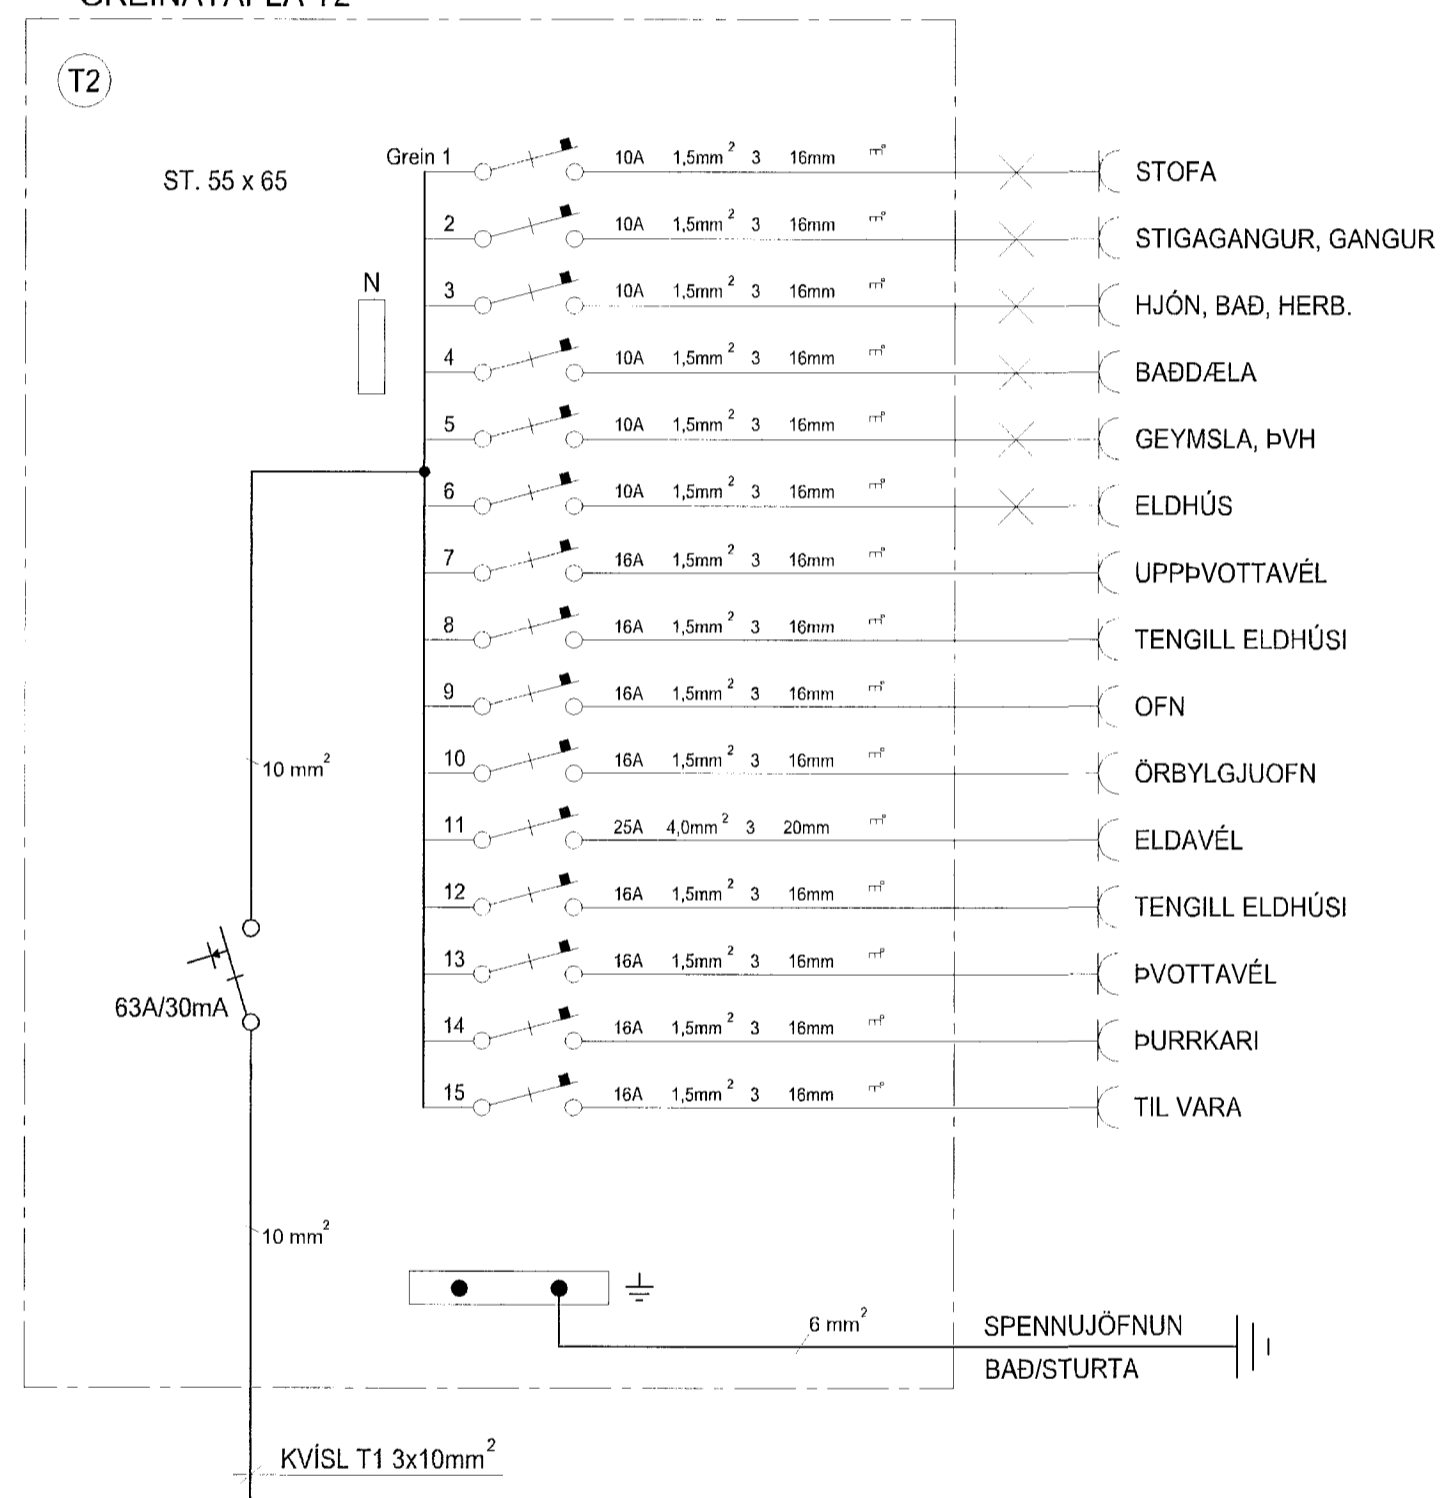 GREINATAFLA T2
T2
ST. 55 x 65
N
Grein 1 10A 1,5mm² 3 16mm STOFA
2 10A 1,5mm² 3 16mm STIGAGANGUR, GANGUR
3 10A 1,5mm² 3 16mm HJÓN, BAÐ, HERB.
4 10A 1,5mm² 3 16mm BAÐDÆLA
5 10A 1,5mm² 3 16mm GEYMSLA, ÞVH
6 10A 1,5mm² 3 16mm ELDHÚS
7 16A 1,5mm² 3 16mm UPPÞVOTTAVÉL
8 16A 1,5mm² 3 16mm TENGILL ELDHÚSI
9 16A 1,5mm² 3 16mm OFN
10 16A 1,5mm² 3 16mm ÖRBYLGJUOFN
11 25A 4,0mm² 3 20mm ELDAVÉL
12 16A 1,5mm² 3 16mm TENGILL ELDHÚSI
13 16A 1,5mm² 3 16mm ÞVOTTAVÉL
14 16A 1,5mm² 3 16mm ÞURRKARI
15 16A 1,5mm² 3 16mm TIL VARA
10 mm²
63A/30mA
10 mm²
6 mm²
SPENNUJÖFNUN
BAÐ/STURTA
KVÍSL T1 3x10mm²